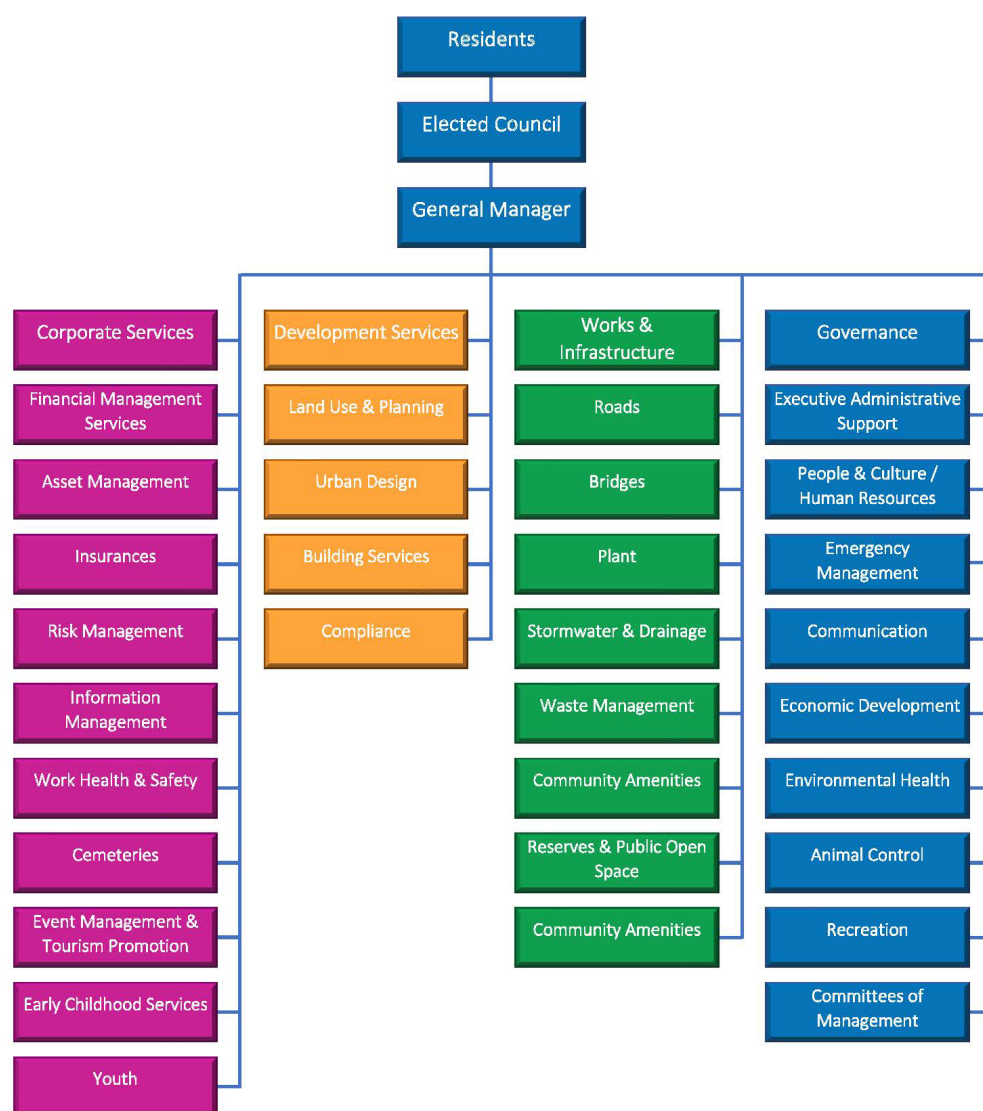 Residents
Elected Council
General Manager
Corporate Services
Financial Management
Services
Asset Management
Insurances
Risk Management
Information
Management
Work Health & Safety
Cemeteries
Event Management &
Tourism Promotion
Early Childhood Services
Youth
Development Services
Land Use & Planning
Urban Design
Building Services
Compliance
Works &
Infrastructure
Roads
Bridges
Plant
Stormwater & Drainage
Waste Management
Community Amenities
Reserves & Public Open
Space
Community Amenities
Governance
Executive Administrative
Support
People & Culture /
Human Resources
Emergency
Management
Communication
Economic Development
Environmental Health
Animal Control
Recreation
Committees of
Management